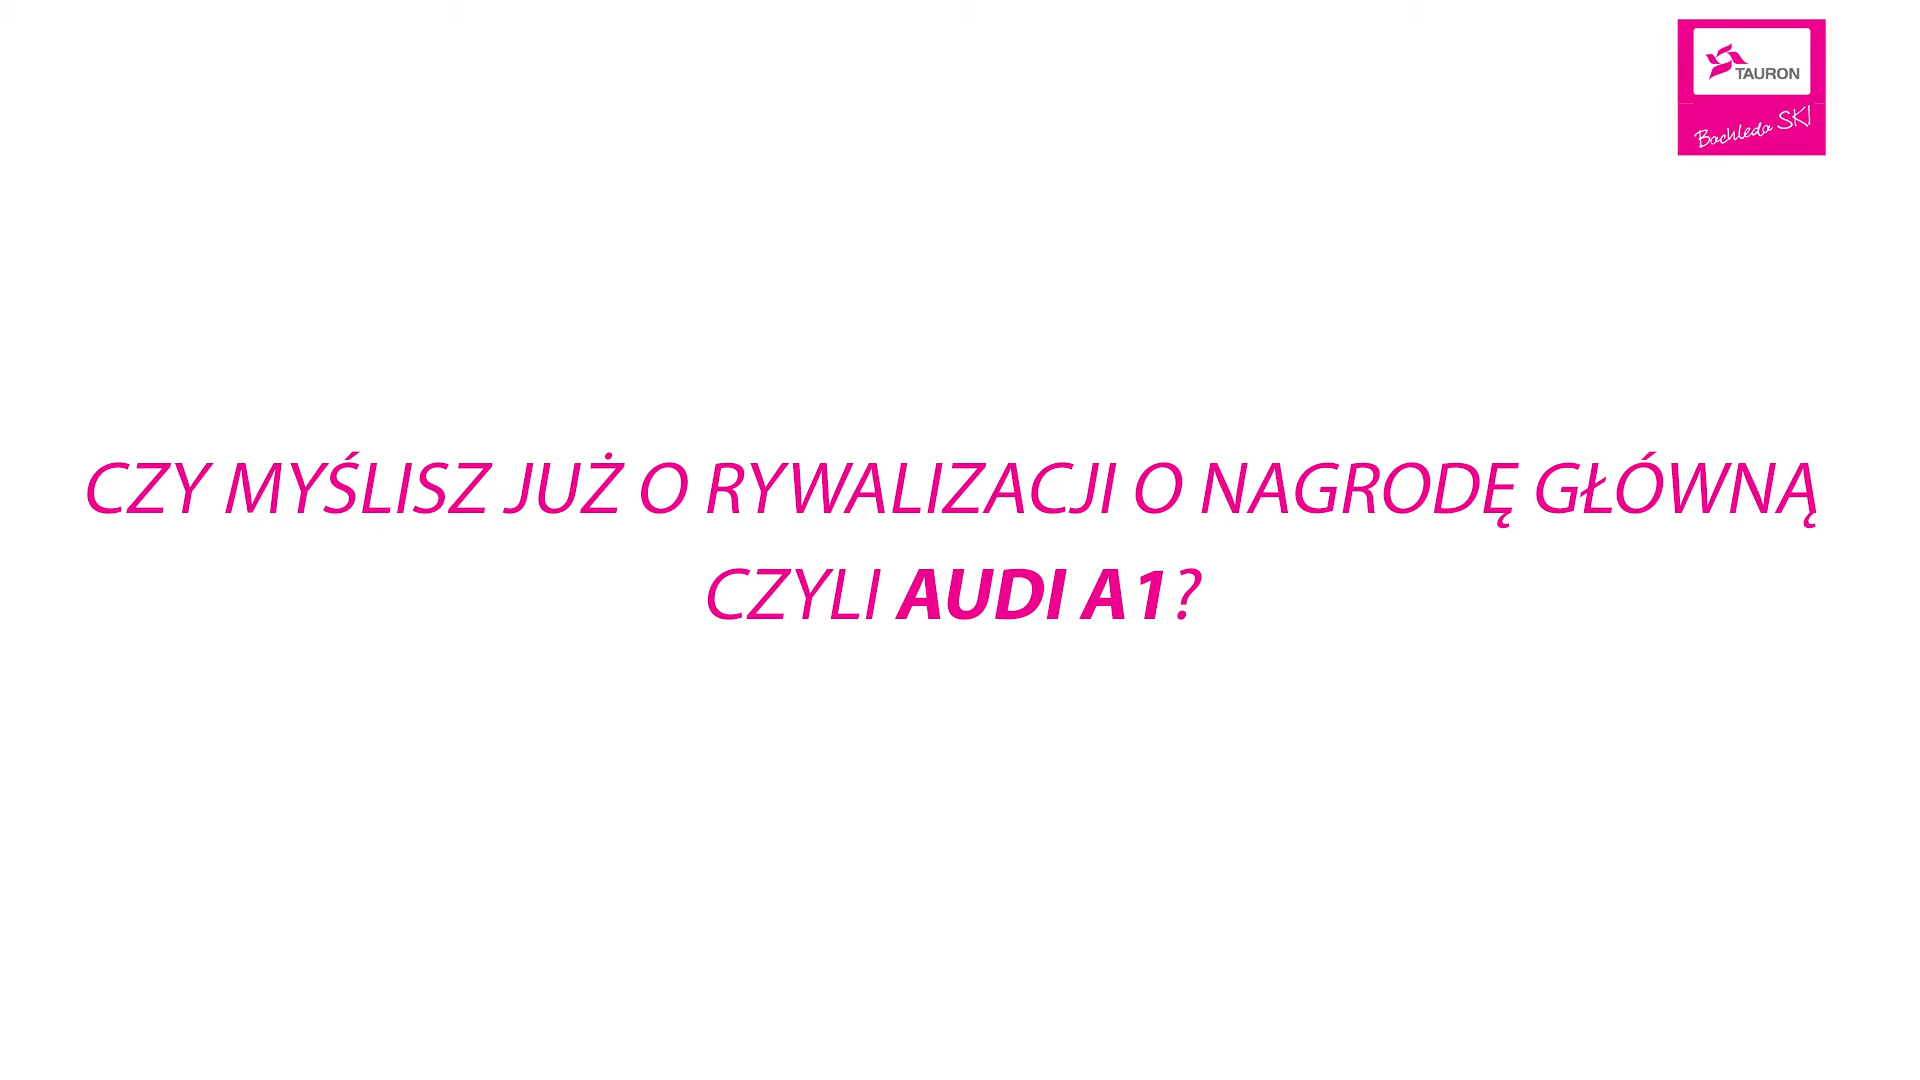 TAURON
Bachleda SKI
CZY MYŚLISZ JUŻ O RYWALIZACJI O NAGRODĘ GŁÓWNĄ
CZYLI AUDI A1?